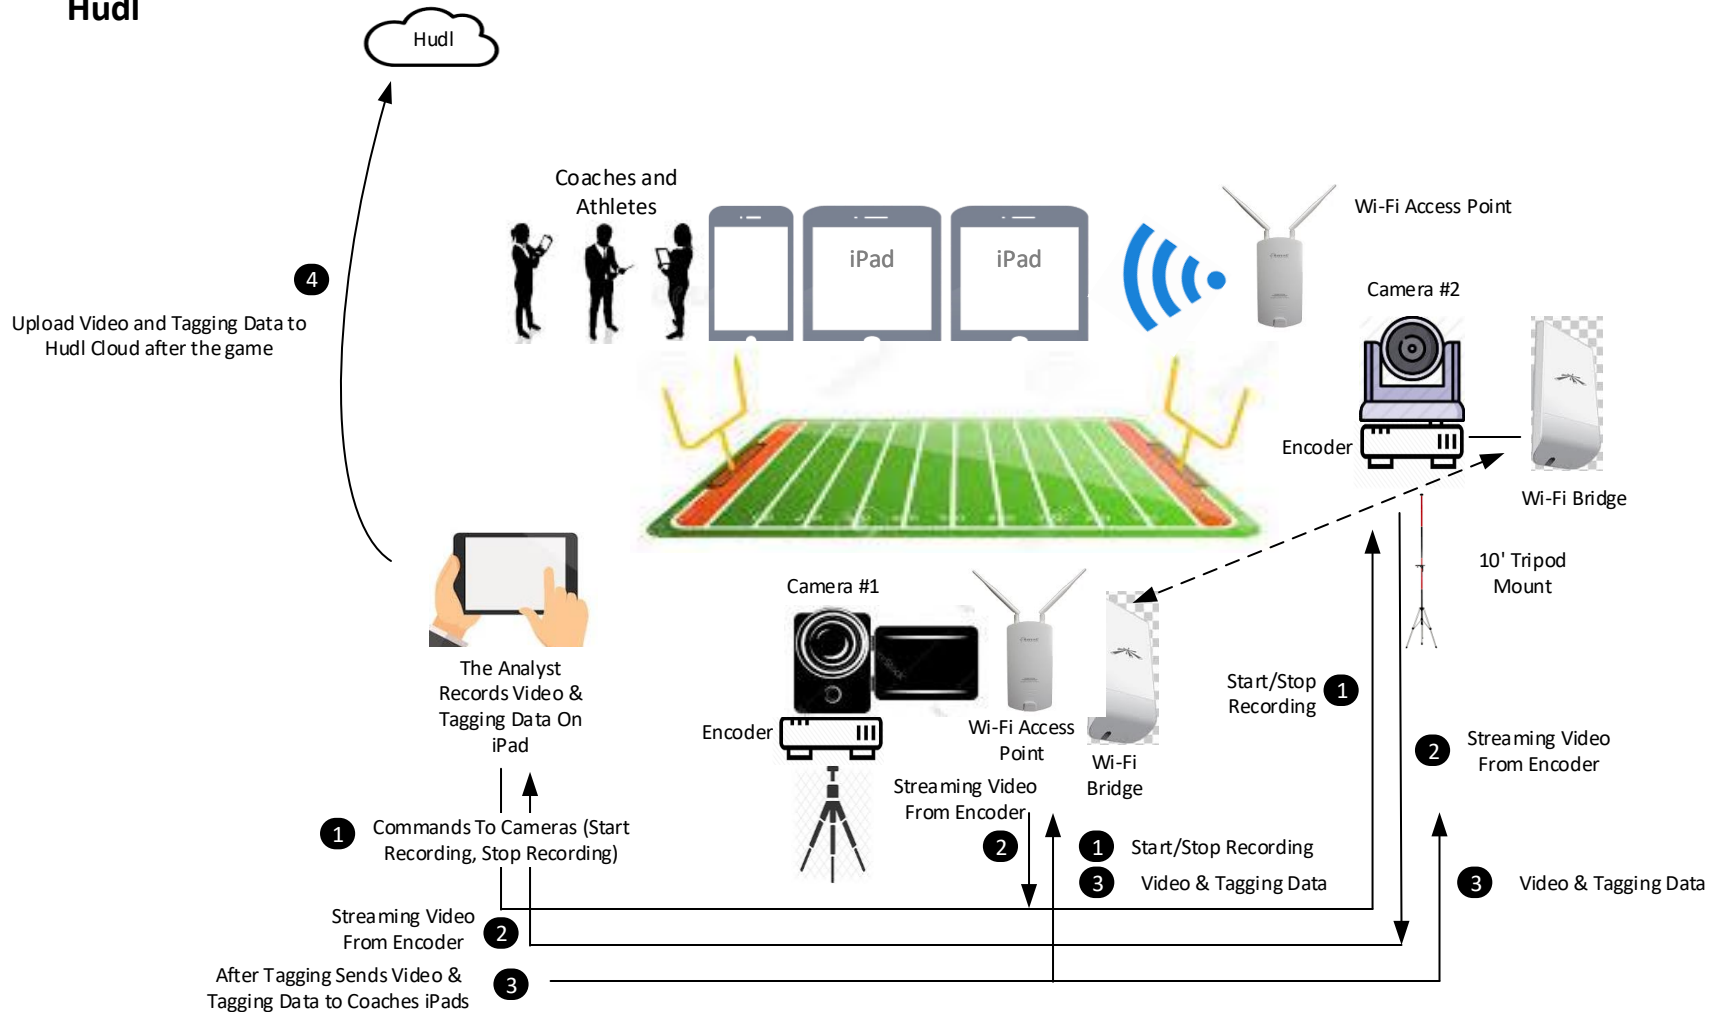 Hudl
Hudl
Coaches and
Athletes
iPad
iPad
Wi-Fi Access Point
Camera #2
4
Upload Video and Tagging Data to
Hudl Cloud after the game
Encoder
Wi-Fi Bridge
10' Tripod
Mount
Camera #1
The Analyst
Records Video &
Tagging Data On
iPad
Encoder
Wi-Fi Access
Point
Wi-Fi
Bridge
Start/Stop
Recording
1
2
Streaming Video
From Encoder
Streaming Video
From Encoder
2
1
Commands To Cameras (Start
Recording, Stop Recording)
1
Start/Stop Recording
3
Video & Tagging Data
3
Video & Tagging Data
Streaming Video
From Encoder
2
After Tagging Sends Video &
Tagging Data to Coaches iPads
3